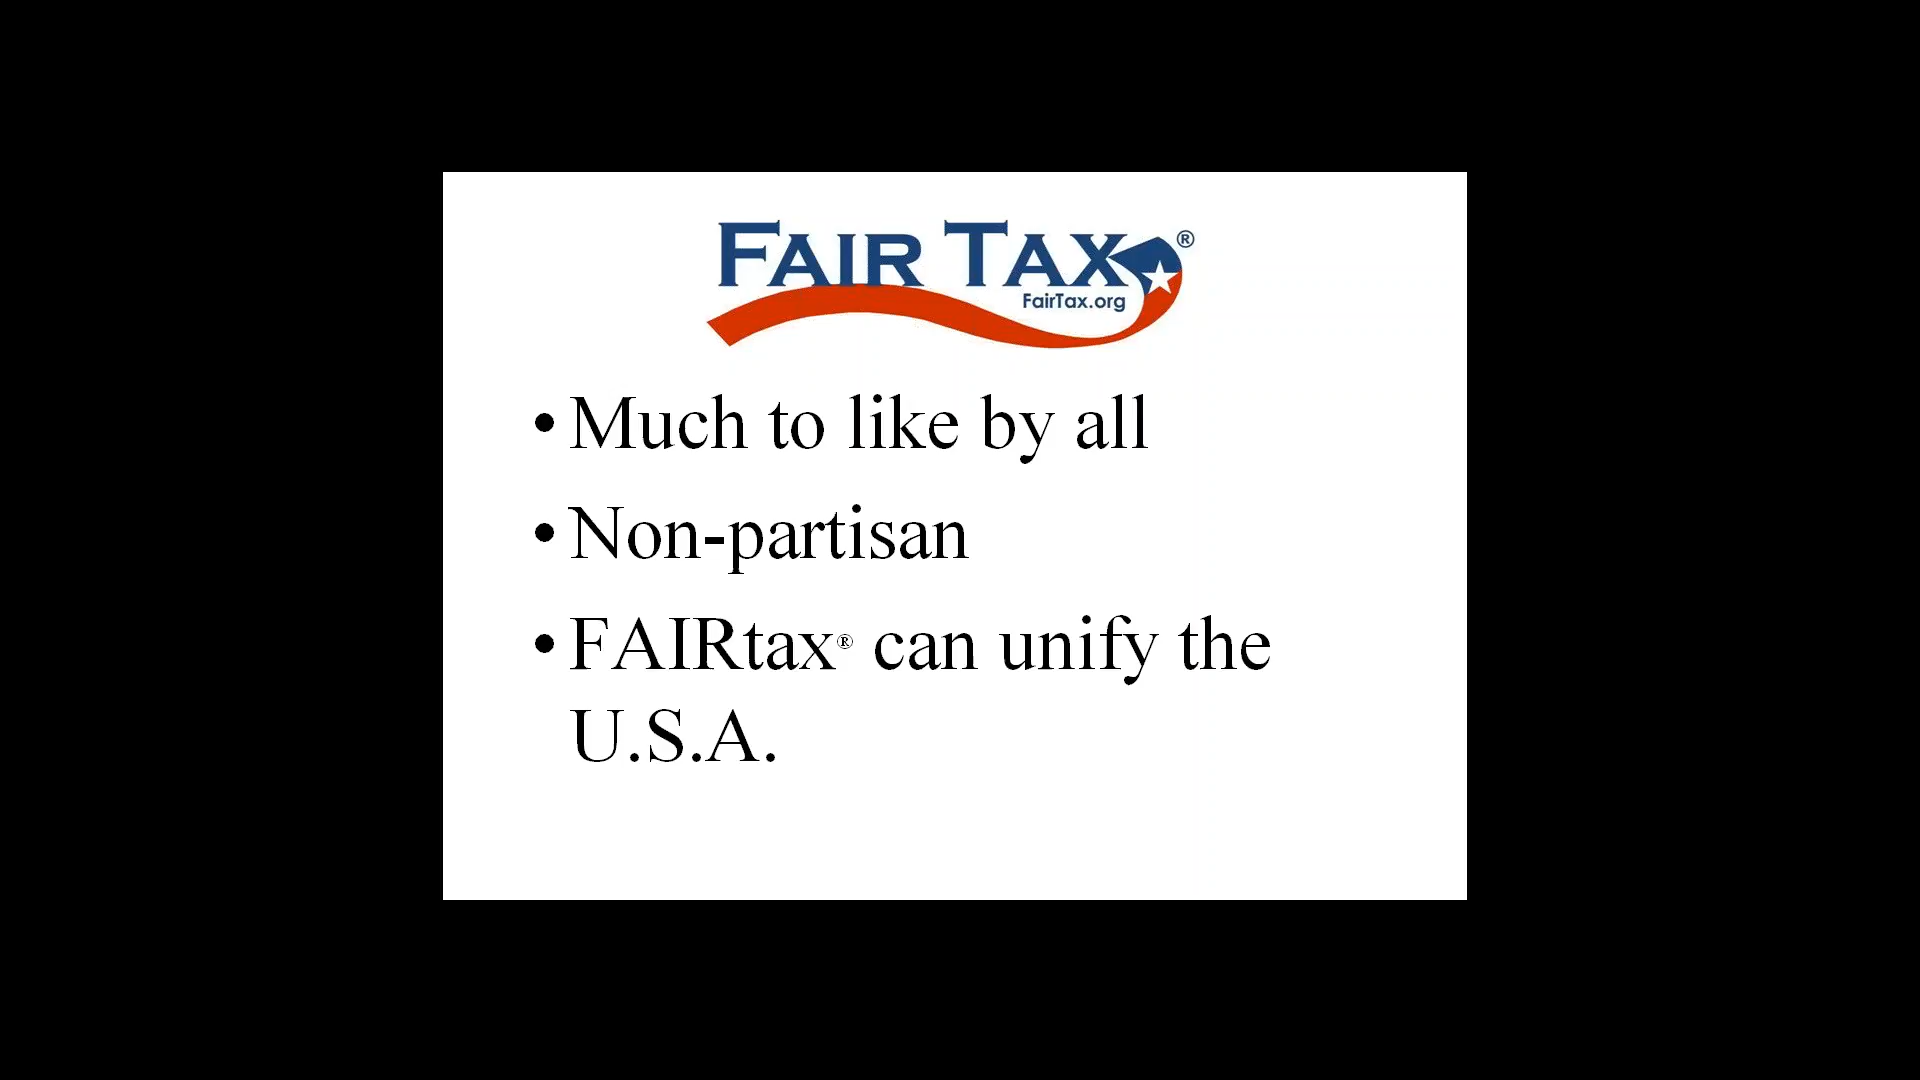 FAIR TAX®
FairTax.org
• Much to like by all
• Non-partisan
• FAIRtax® can unify the
U.S.A.